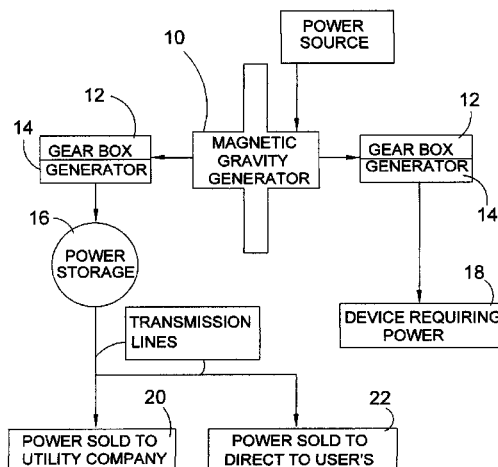 POWER
SOURCE
10
12
12
14
GEAR BOX
GENERATOR
MAGNETIC
GRAVITY
GENERATOR
GEAR BOX
GENERATOR
14
16
POWER
STORAGE
18
DEVICE REQUIRING
POWER
TRANSMISSION
LINES
20
22
POWER SOLD TO
UTILITY COMPANY
POWER SOLD TO
DIRECT TO USER'S